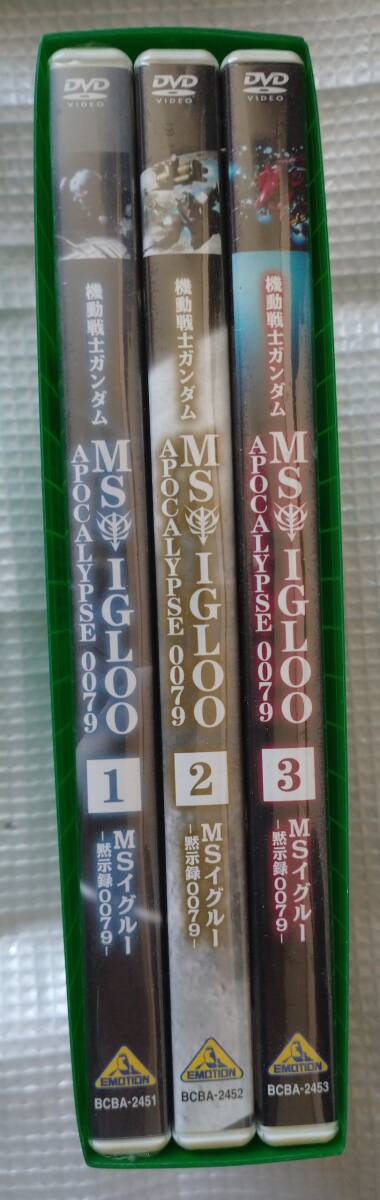 DVD
VIDEO
機動戦士ガンダム
MS IGLOO
APOCALYPSE 0079
1
MSイグルー
-黙示録0079-
EMOTION
BCBA-2451
DVD
VIDEO
機動戦士ガンダム
MS IGLOO
APOCALYPSE 0079
2
MSイグルー
-黙示録0079-
EMOTION
BCBA-2452
DVD
VIDEO
機動戦士ガンダム
MS IGLOO
APOCALYPSE 0079
3
MSイグルー
-黙示録0079-
EMOTION
BCBA-2453